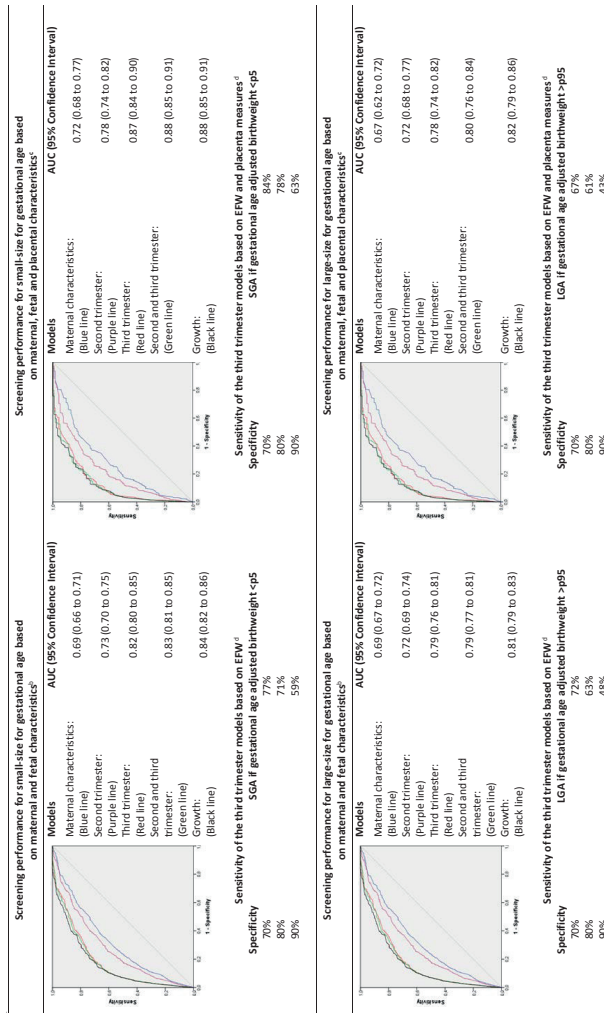 Screening performance for small-size for gestational age based
on maternal and fetal characteristicsᵇ
Models AUC (95% Confidence Interval)
Sensitivity
1 - Specificity
Maternal characteristics: 0.69 (0.66 to 0.71)
(Blue line)
Second trimester: 0.73 (0.70 to 0.75)
(Purple line)
Third trimester: 0.82 (0.80 to 0.85)
(Red line)
Second and third 0.83 (0.81 to 0.85)
trimester:
(Green line)
Growth: 0.84 (0.82 to 0.86)
(Black line)
Sensitivity of the third trimester models based on EFW ᵈ
Specificity SGA if gestational age adjusted birthweight <p5
70% 77%
80% 71%
90% 59%
Screening performance for small-size for gestational age based
on maternal, fetal and placental characteristicsᶜ
Models AUC (95% Confidence Interval)
Sensitivity
1 - Specificity
Maternal characteristics: 0.72 (0.68 to 0.77)
(Blue line)
Second trimester: 0.78 (0.74 to 0.82)
(Purple line)
Third trimester: 0.87 (0.84 to 0.90)
(Red line)
Second and third trimester: 0.88 (0.85 to 0.91)
(Green line)
Growth: 0.88 (0.85 to 0.91)
(Black line)
Sensitivity of the third trimester models based on EFW and placenta measures ᵈ
Specificity SGA if gestational age adjusted birthweight <p5
70% 84%
80% 78%
90% 63%
Screening performance for large-size for gestational age based
on maternal and fetal characteristicsᵇ
Models AUC (95% Confidence Interval)
Sensitivity
1 - Specificity
Maternal characteristics: 0.69 (0.67 to 0.72)
(Blue line)
Second trimester: 0.72 (0.69 to 0.74)
(Purple line)
Third trimester: 0.79 (0.76 to 0.81)
(Red line)
Second and third 0.79 (0.77 to 0.81)
trimester:
(Green line)
Growth: 0.81 (0.79 to 0.83)
(Black line)
Sensitivity of the third trimester models based on EFW ᵈ
Specificity LGA if gestational age adjusted birthweight >p95
70% 72%
80% 63%
90% 48%
Screening performance for large-size for gestational age based
on maternal, fetal and placental characteristicsᶜ
Models AUC (95% Confidence Interval)
Sensitivity
1 - Specificity
Maternal characteristics: 0.67 (0.62 to 0.72)
(Blue line)
Second trimester: 0.72 (0.68 to 0.77)
(Purple line)
Third trimester: 0.78 (0.74 to 0.82)
(Red line)
Second and third trimester: 0.80 (0.76 to 0.84)
(Green line)
Growth: 0.82 (0.79 to 0.86)
(Black line)
Sensitivity of the third trimester models based on EFW and placenta measures ᵈ
Specificity LGA if gestational age adjusted birthweight >p95
70% 67%
80% 61%
90% 43%